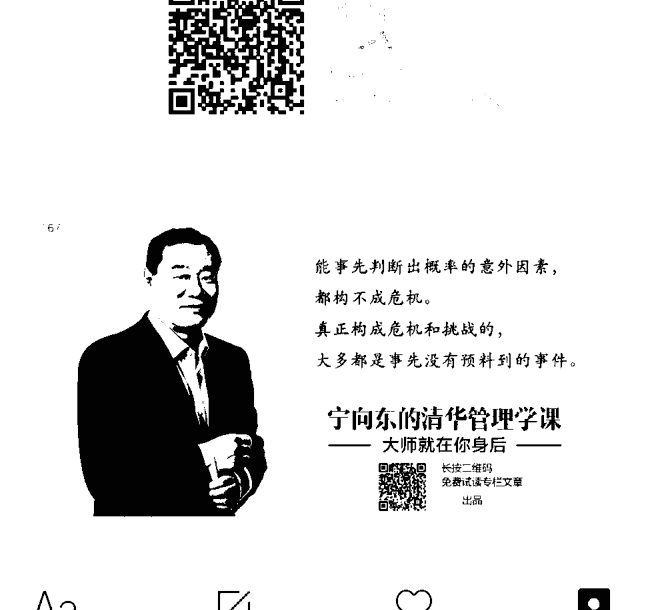 能事先判断出概率的意外因素，
都构不成危机。
真正构成危机和挑战的，
大多都是事先没有预料到的事件。
宁向东的清华管理学课
大师就在你身后
长按二维码
免费试读专栏文章
出品
Aa